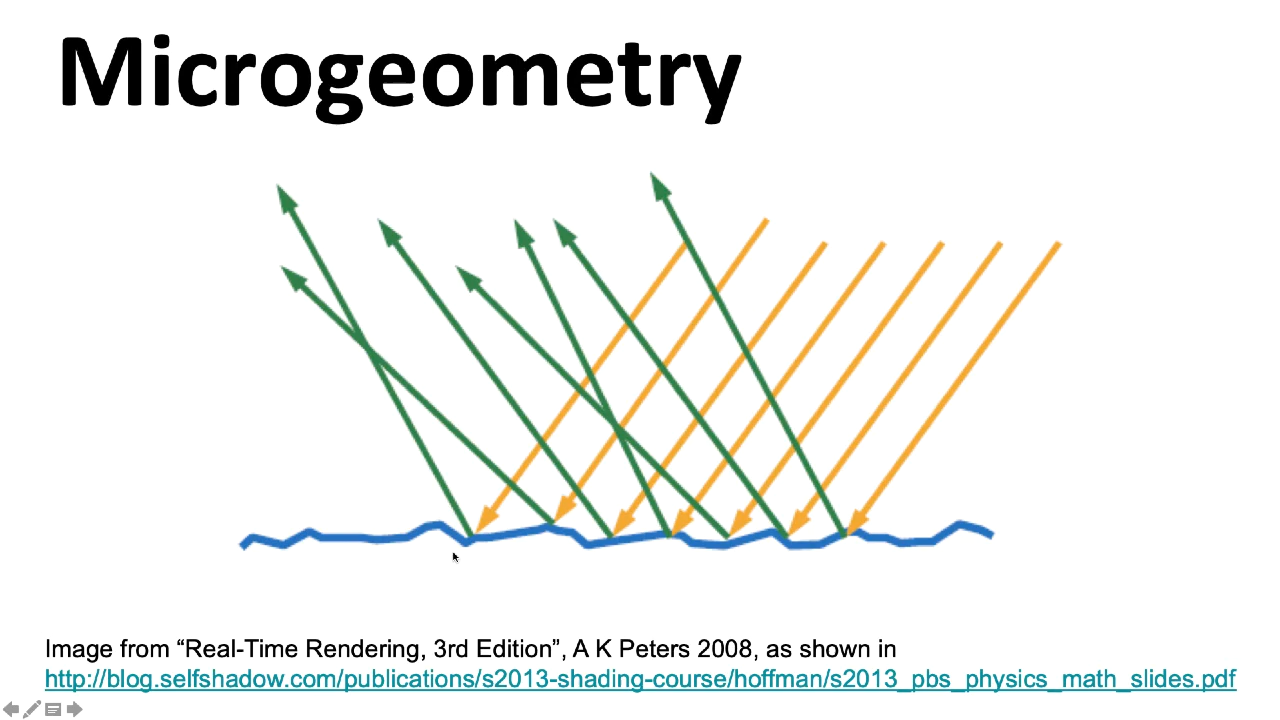 Microgeometry
Image from “Real-Time Rendering, 3rd Edition”, A K Peters 2008, as shown in
http://blog.selfshadow.com/publications/s2013-shading-course/hoffman/s2013_pbs_physics_math_slides.pdf